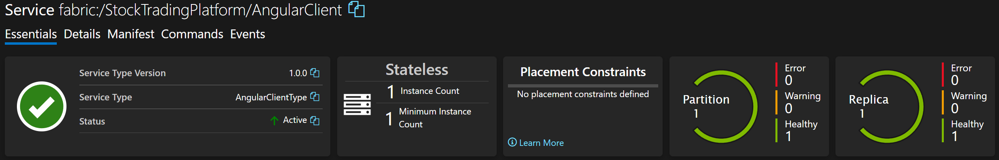 Service fabric:/StockTradingPlatform/AngularClient
Essentials Details Manifest Commands Events
Service Type Version 1.0.0
Service Type AngularClientType
Status Active
Stateless
1 Instance Count
1 Minimum Instance
Count
Placement Constraints
No placement constraints defined
Learn More
Partition
1
Error
0
Warning
0
Healthy
1
Replica
1
Error
0
Warning
0
Healthy
1